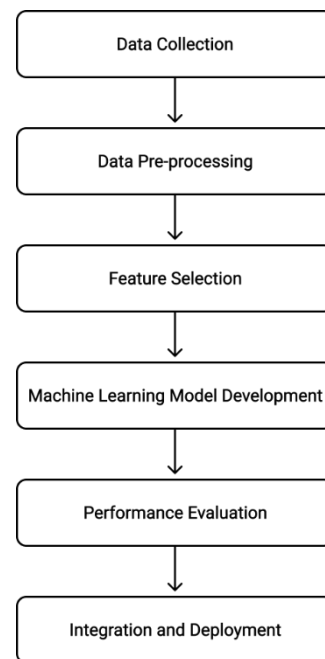 Data Collection
Data Pre-processing
Feature Selection
Machine Learning Model Development
Performance Evaluation
Integration and Deployment